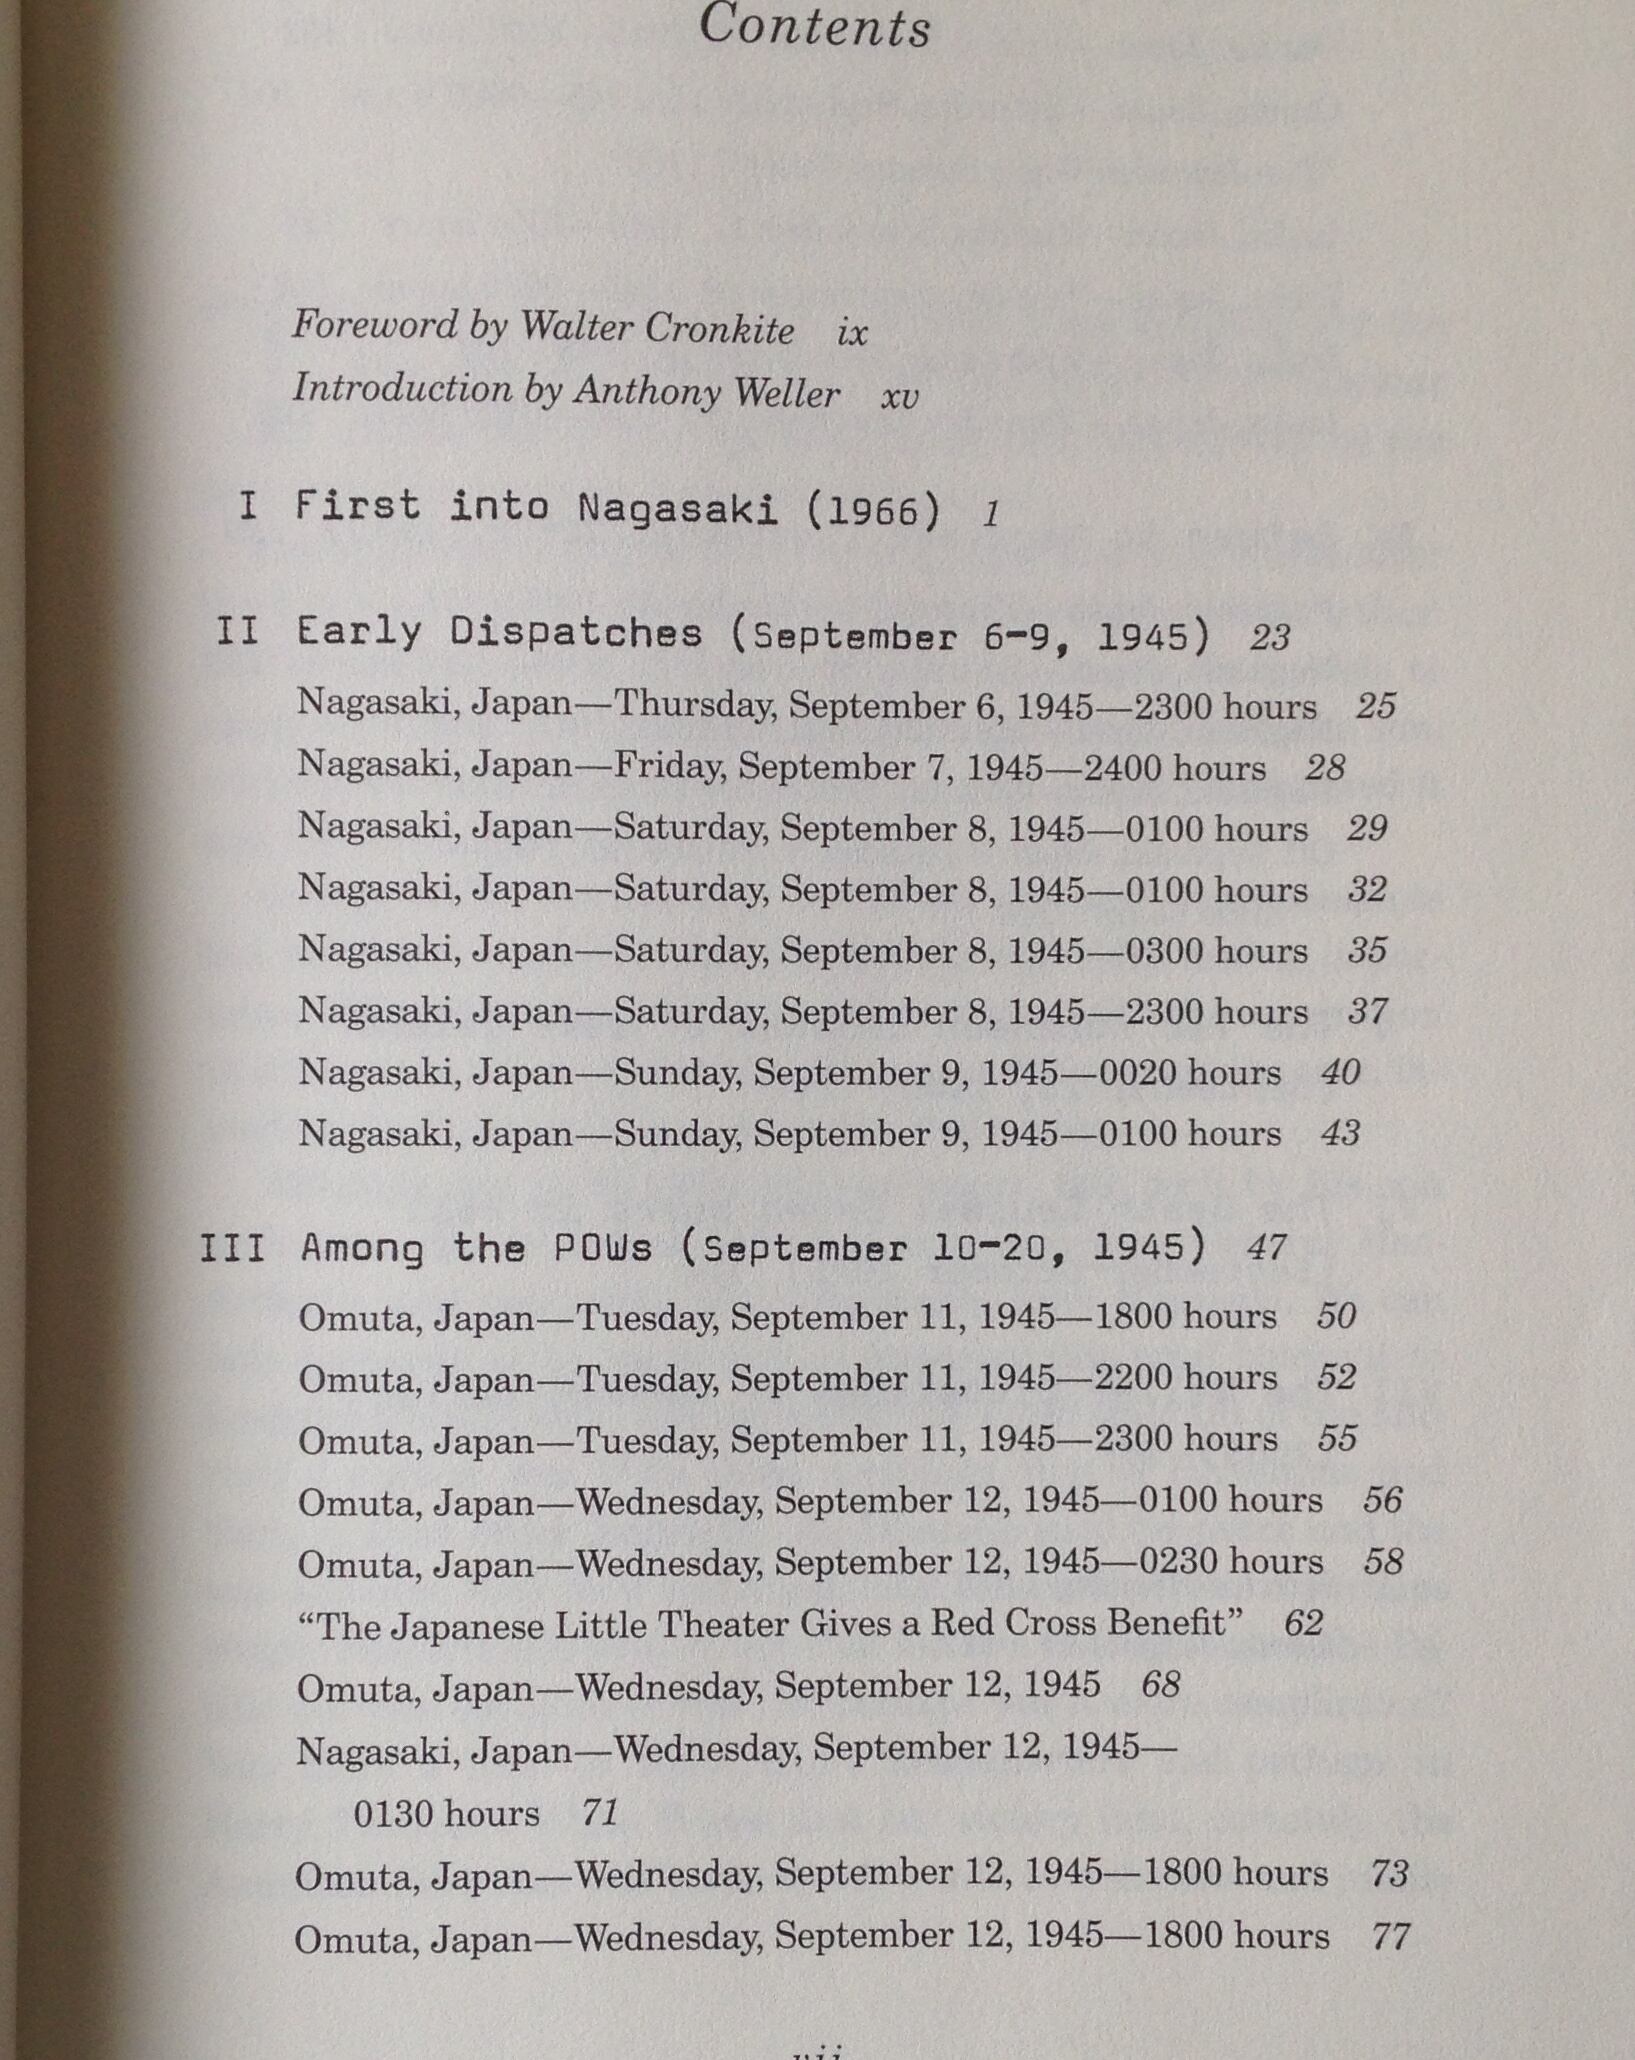 Contents
Foreword by Walter Cronkite ix
Introduction by Anthony Weller xv
I First into Nagasaki (1966) 1
II Early Dispatches (September 6–9, 1945) 23
Nagasaki, Japan—Thursday, September 6, 1945—2300 hours 25
Nagasaki, Japan—Friday, September 7, 1945—2400 hours 28
Nagasaki, Japan—Saturday, September 8, 1945—0100 hours 29
Nagasaki, Japan—Saturday, September 8, 1945—0100 hours 32
Nagasaki, Japan—Saturday, September 8, 1945—0300 hours 35
Nagasaki, Japan—Saturday, September 8, 1945—2300 hours 37
Nagasaki, Japan—Sunday, September 9, 1945—0020 hours 40
Nagasaki, Japan—Sunday, September 9, 1945—0100 hours 43
III Among the POWs (September 10–20, 1945) 47
Omuta, Japan—Tuesday, September 11, 1945—1800 hours 50
Omuta, Japan—Tuesday, September 11, 1945—2200 hours 52
Omuta, Japan—Tuesday, September 11, 1945—2300 hours 55
Omuta, Japan—Wednesday, September 12, 1945—0100 hours 56
Omuta, Japan—Wednesday, September 12, 1945—0230 hours 58
“The Japanese Little Theater Gives a Red Cross Benefit” 62
Omuta, Japan—Wednesday, September 12, 1945 68
Nagasaki, Japan—Wednesday, September 12, 1945—
0130 hours 71
Omuta, Japan—Wednesday, September 12, 1945—1800 hours 73
Omuta, Japan—Wednesday, September 12, 1945—1800 hours 77
vii